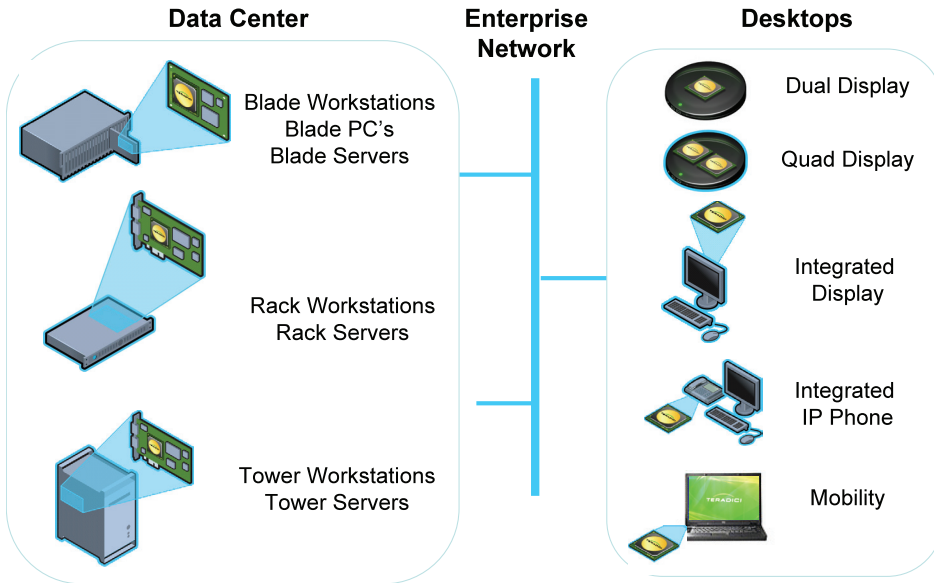 Data Center
Enterprise
Network
Desktops
Blade Workstations
Blade PC's
Blade Servers
Rack Workstations
Rack Servers
Tower Workstations
Tower Servers
Dual Display
Quad Display
Integrated
Display
Integrated
IP Phone
Mobility
TERADICI